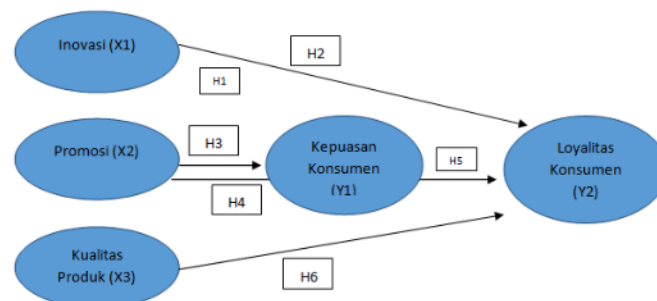 Inovasi (X1)
H2
H1
Promosi (X2)
H3
Kepuasan
Konsumen
(Y1)
H5
Loyalitas
Konsumen
(Y2)
H4
Kualitas
Produk (X3)
H6